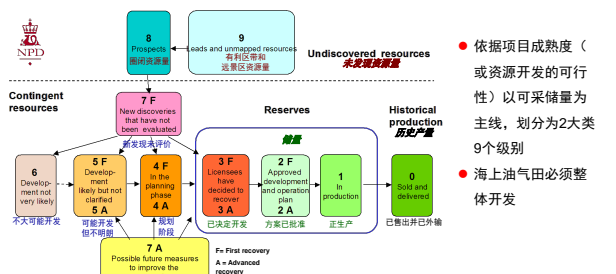 NPD
8
Prospects
圈闭资源量
9
Leads and unmapped resources
有利区带和
远景区资源量
Undiscovered resources
未发现资源量
Contingent
resources
7 F
New discoveries
that have not
been evaluated
新发现未评价
Reserves
储量
Historical
production
历史产量
6
Develop-
ment not
very likely
不大可能开发
5 F
Development
likely but not
clarified
5 A
可能开发
但不明朗
4 F
In the
planning
phase
4 A
规划
阶段
3 F
Licensees
have
decided to
recover
3 A
已决定开发
2 F
Approved
development
and operation
plan
2 A
方案已批准
1
In
production
正生产
0
Sold and
delivered
已售出并已外输
7 A
Possible future measures
to improve the
F= First recovery
A = Advanced
recovery
● 依据项目成熟度（
或资源开发的可行
性）以可采储量为
主线，划分为2大类
9个级别
● 海上油气田必须整
体开发